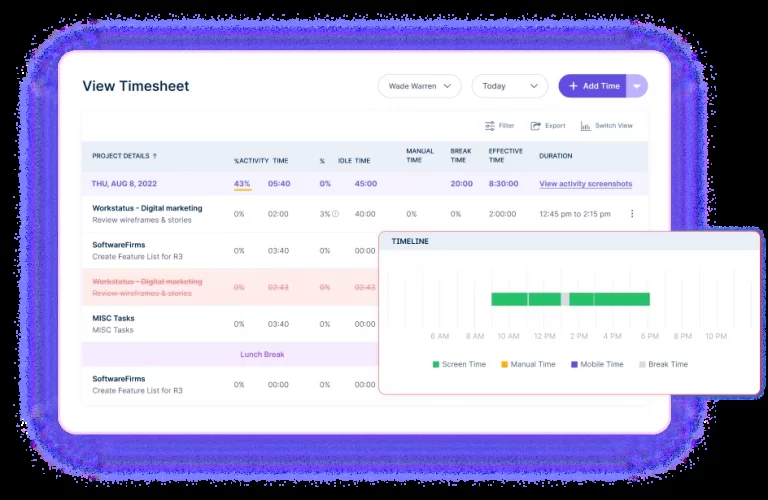 View Timesheet
Wade Warren
Today
+ Add Time
Filter
Export
Switch View
PROJECT DETAILS ↑ %ACTIVITY TIME % IDLE TIME MANUAL TIME BREAK TIME EFFECTIVE TIME DURATION
THU, AUG 8, 2022 43% 05:40 0% 45:00 20:00 8:30:00 View activity screenshots
Workstatus - Digital marketing
Review wireframes & stories
0% 02:00 3% 40:00 0% 0% 2:00:00 12:45 pm to 2:15 pm
SoftwareFirms
Create Feature List for R3
0% 03:40 0% 00:00
Workstatus - Digital marketing
Review wireframes & stories
0% 02:43 0% 02:43
MISC Tasks
MISC Tasks
0% 03:40 0% 00:00
Lunch Break
SoftwareFirms
Create Feature List for R3
0% 00:00 0% 00:00
TIMELINE
6 AM 8 AM 10 AM 12 PM 2 PM 4 PM 6 PM 8 PM 10 PM
Screen Time Manual Time Mobile Time Break Time